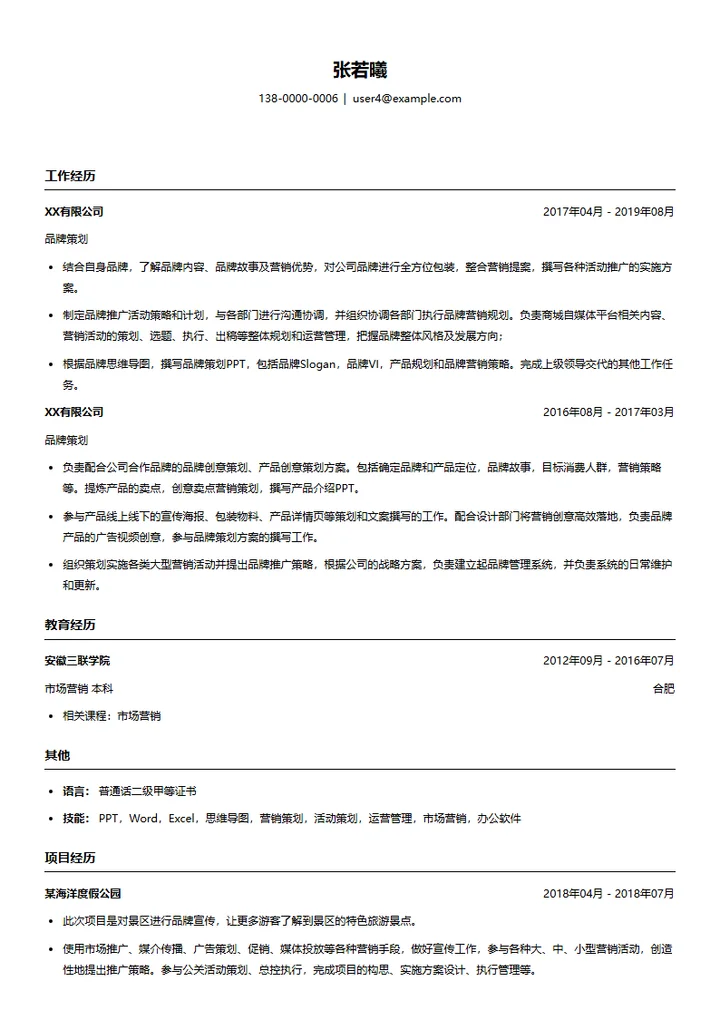 张若曦
138-0000-0006 | user4@example.com
工作经历
XX有限公司 2017年04月 - 2019年08月
品牌策划
• 结合自身品牌，了解品牌内容、品牌故事及营销优势，对公司品牌进行全方位包装，整合营销提案，撰写各种活动推广的实施方
案。
• 制定品牌推广活动策略和计划，与各部门进行沟通协调，并组织协调各部门执行品牌营销规划。负责商城自媒体平台相关内容、
营销活动的策划、选题、执行、出稿等整体规划和运营管理，把握品牌整体风格及发展方向；
• 根据品牌思维导图，撰写品牌策划PPT，包括品牌Slogan，品牌VI，产品规划和品牌营销策略。完成上级领导交代的其他工作任
务。
XX有限公司 2016年08月 - 2017年03月
品牌策划
• 负责配合公司合作品牌的品牌创意策划、产品创意策划方案。包括确定品牌和产品定位，品牌故事，目标消费人群，营销策略
等。提炼产品的卖点，创意卖点营销策划，撰写产品介绍PPT。
• 参与产品线上线下的宣传海报、包装物料、产品详情页等策划和文案撰写的工作。配合设计部门将营销创意高效落地，负责品牌
产品的广告视频创意，参与品牌策划方案的撰写工作。
• 组织策划实施各类大型营销活动并提出品牌推广策略，根据公司的战略方案，负责建立起品牌管理系统，并负责系统的日常维护
和更新。
教育经历
安徽三联学院 2012年09月 - 2016年07月
市场营销 本科 合肥
• 相关课程：市场营销
其他
• 语言： 普通话二级甲等证书
• 技能： PPT，Word，Excel，思维导图，营销策划，活动策划，运营管理，市场营销，办公软件
项目经历
某海洋度假公园 2018年04月 - 2018年07月
• 此次项目是对景区进行品牌宣传，让更多游客了解到景区的特色旅游景点。
• 使用市场推广、媒介传播、广告策划、促销、媒体投放等各种营销手段，做好宣传工作，参与各种大、中、小型营销活动，创造
性地提出推广策略。参与公关活动策划、总控执行，完成项目的构思、实施方案设计、执行管理等。